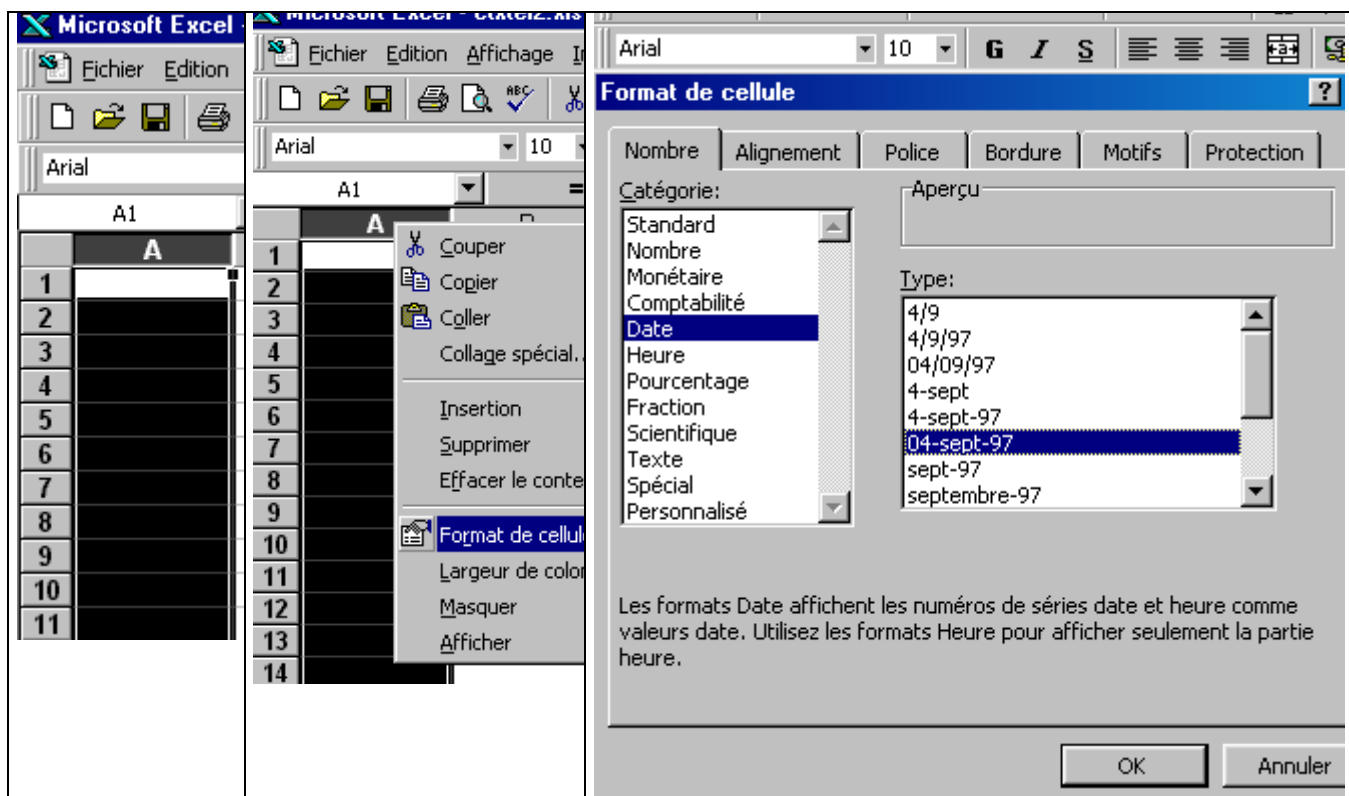 Microsoft Excel -
Fichier Edition
Arial
A1
A
1
2
3
4
5
6
7
8
9
10
11
Microsoft Excel - ctxtel2.xls
Fichier Edition Affichage
ABC
Arial 10
A1 =
A
1
2
3
4
5
6
7
8
9
10
11
12
13
14
Couper
Copier
Coller
Collage spécial..
Insertion
Supprimer
Effacer le conte
Format de cellule
Largeur de color
Masquer
Afficher
Arial 10 G I S a
Format de cellule ?
Nombre Alignement Police Bordure Motifs Protection
Catégorie:
Standard
Nombre
Monétaire
Comptabilité
Date
Heure
Pourcentage
Fraction
Scientifique
Texte
Spécial
Personnalisé
Aperçu
Type:
4/9
4/9/97
04/09/97
4-sept
4-sept-97
04-sept-97
sept-97
septembre-97
Les formats Date affichent les numéros de séries date et heure comme
valeurs date. Utilisez les formats Heure pour afficher seulement la partie
heure.
OK Annuler